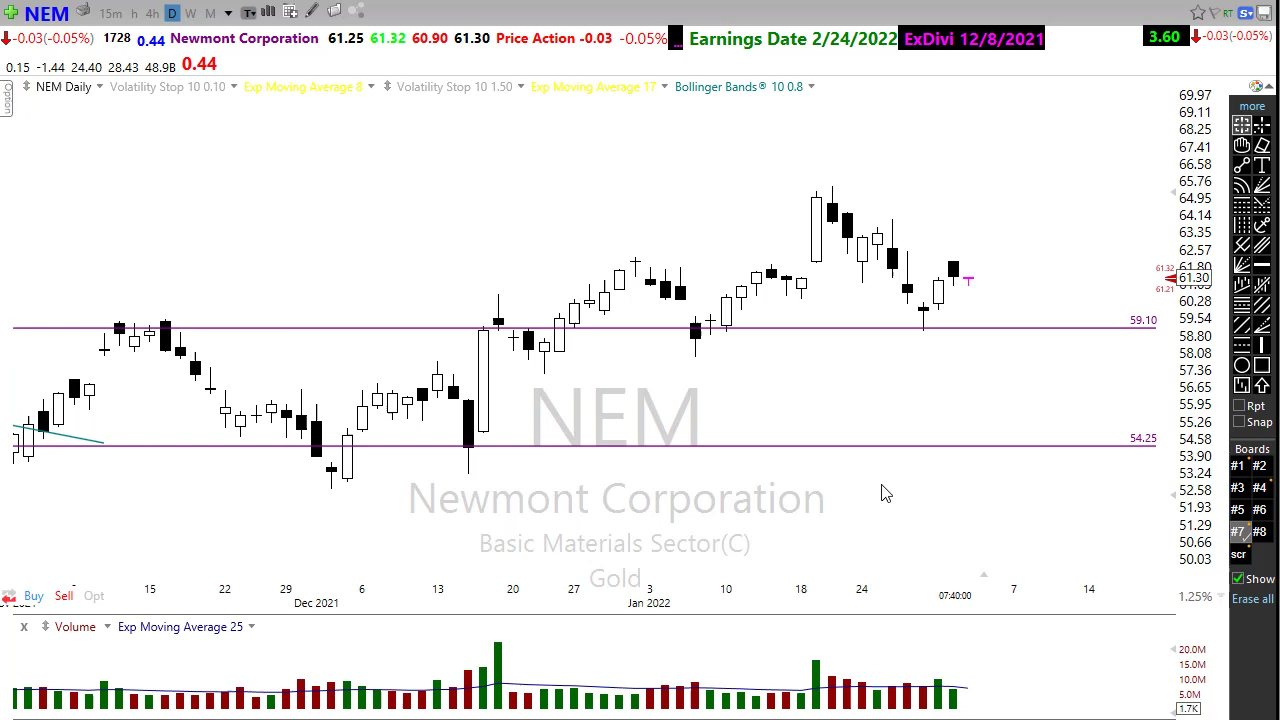 NEM 15m h 4h D W M T RT S
-0.03(-0.05%) 1728 0.44 Newmont Corporation 61.25 61.32 60.90 61.30 Price Action -0.03 -0.05% ... Earnings Date 2/24/2022 ExDivi 12/8/2021 3.60 -0.03(-0.05%)
0.15 -1.44 24.40 28.43 48.9B 0.44
Option
NEM Daily Volatility Stop 10 0.10 Exp Moving Average 8 Volatility Stop 10 1.50 Exp Moving Average 17 Bollinger Bands® 10 0.8
69.97
69.11
68.25
67.41
66.58
65.76
64.95
64.14
63.35
62.57
61.80
61.32
61.30
61.21
60.28
59.54
59.10
58.80
58.08
57.36
56.65
55.95
55.26
54.58
54.25
53.90
53.24
52.58
51.93
51.29
50.66
50.03
NEM
Newmont Corporation
Basic Materials Sector(C)
Gold
more
T
Rpt
Snap
Boards
#1 #2
#3 #4
#5 #6
#7 #8
scr
Show
Erase all
Buy Sell Opt
15 22 29 6 13 20 27 3 10 18 24 07:40:00 7 14
1.25%
Dec 2021 Jan 2022
X Volume Exp Moving Average 25
20.0M
15.0M
10.0M
5.0M
1.7K